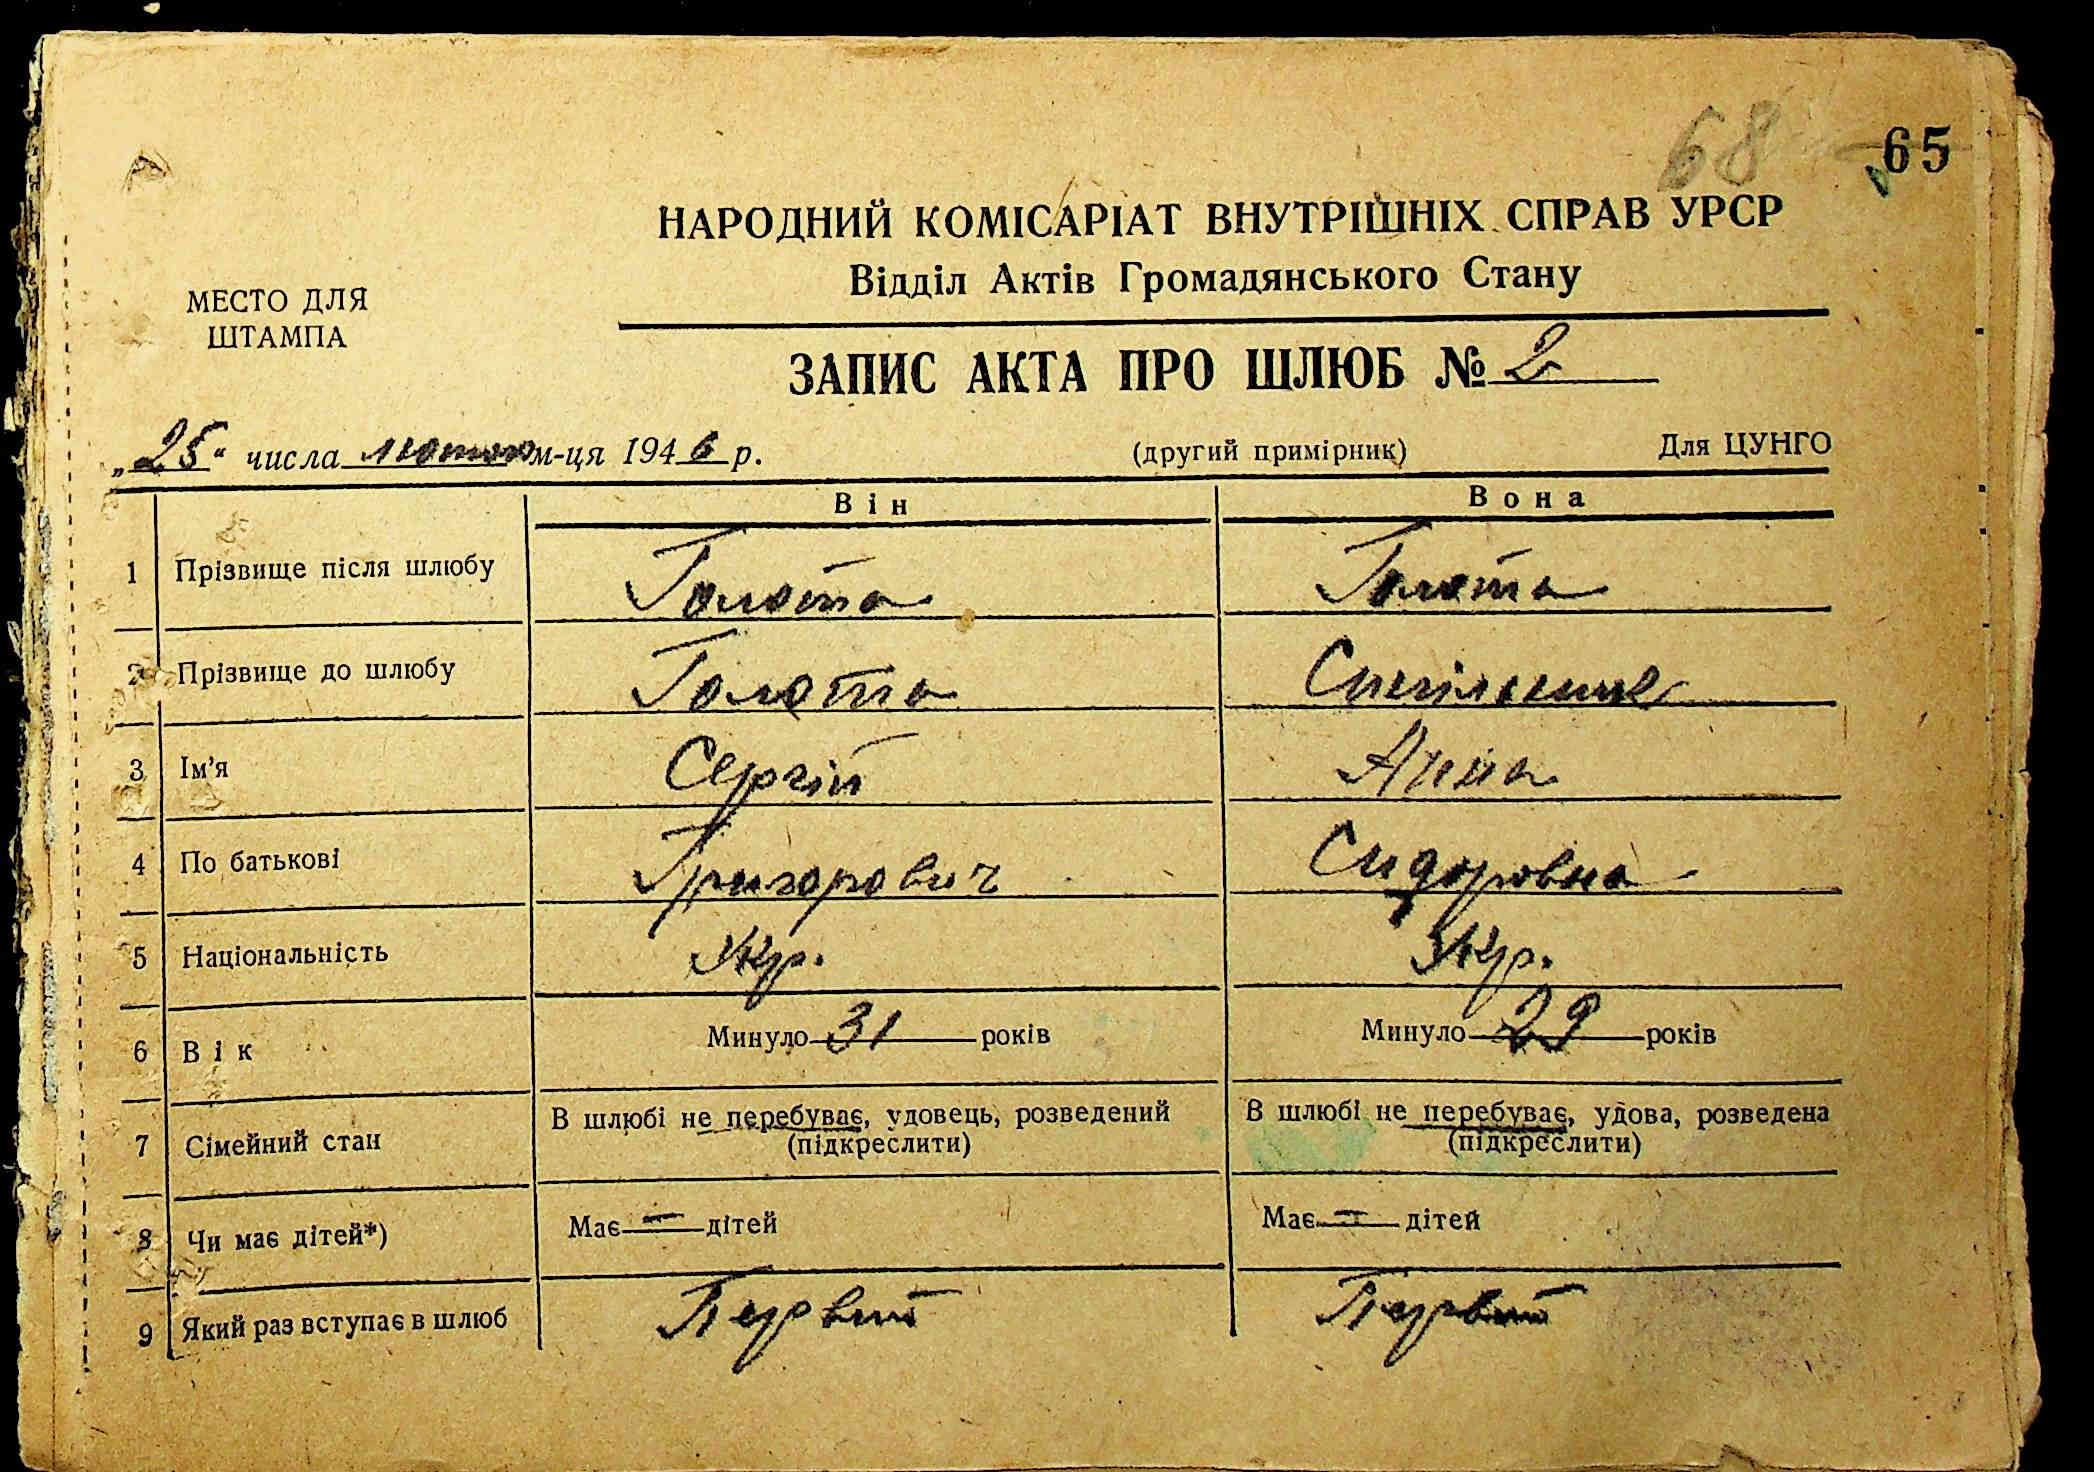 68 65
НАРОДНИЙ КОМІСАРІАТ ВНУТРІШНІХ СПРАВ УРСР
Відділ Актів Громадянського Стану
МЕСТО ДЛЯ
ШТАМПА
ЗАПИС АКТА ПРО ШЛЮБ № 2
„25“ числа лютого м-ця 1946 р. (другий примірник) Для ЦУНГО
Він Вона
1 Прізвище після шлюбу Голота Голота
2 Прізвище до шлюбу Голота
3 Ім'я Сергій Анна
4 По батькові Григорович Сидоровна
5 Національність Укр. Укр.
6 Вік Минуло 31 років Минуло 29 років
7 Сімейний стан В шлюбі не перебуває, удовець, розведений В шлюбі не перебуває, удова, розведена
(підкреслити) (підкреслити)
8 Чи має дітей*) Має — дітей Має — дітей
9 Який раз вступає в шлюб Первий Первий